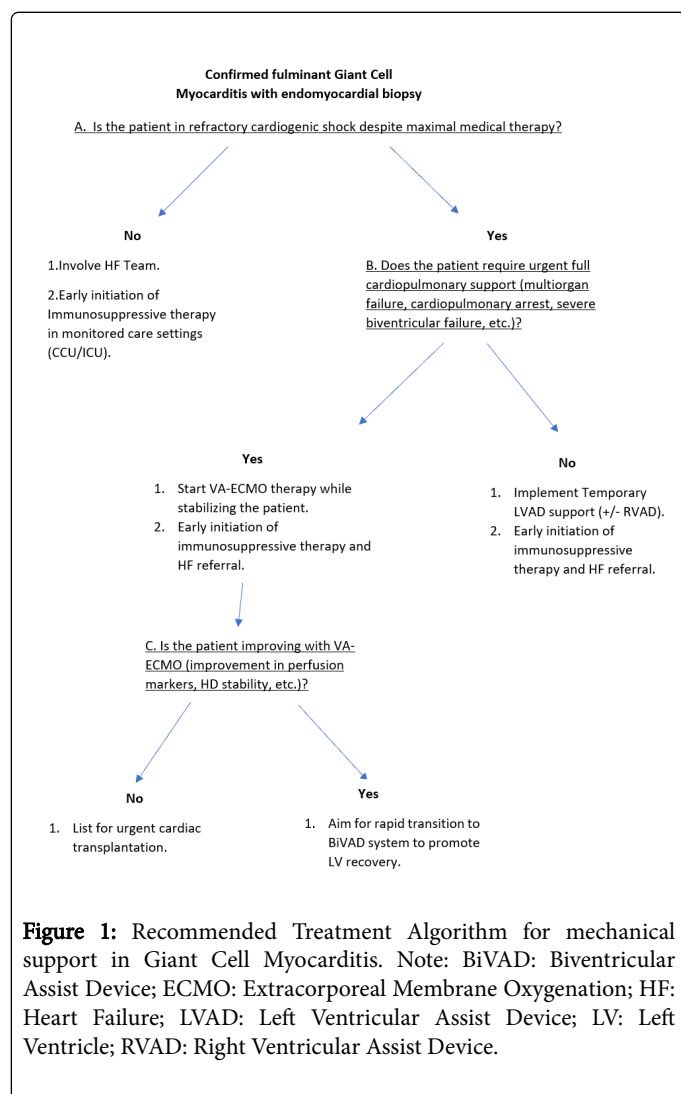 Confirmed fulminant Giant Cell
Myocarditis with endomyocardial biopsy
A. Is the patient in refractory cardiogenic shock despite maximal medical therapy?
No
1.Involve HF Team.
2.Early initiation of
Immunosuppressive therapy
in monitored care settings
(CCU/ICU).
Yes
B. Does the patient require urgent full
cardiopulmonary support (multiorgan
failure, cardiopulmonary arrest, severe
biventricular failure, etc.)?
Yes
1. Start VA-ECMO therapy while
stabilizing the patient.
2. Early initiation of
immunosuppressive therapy and
HF referral.
No
1. Implement Temporary
LVAD support (+/- RVAD).
2. Early initiation of
immunosuppressive
therapy and HF referral.
C. Is the patient improving with VA-
ECMO (improvement in perfusion
markers, HD stability, etc.)?
No
1. List for urgent cardiac
transplantation.
Yes
1. Aim for rapid transition to
BiVAD system to promote
LV recovery.
Figure 1: Recommended Treatment Algorithm for mechanical
support in Giant Cell Myocarditis. Note: BiVAD: Biventricular
Assist Device; ECMO: Extracorporeal Membrane Oxygenation; HF:
Heart Failure; LVAD: Left Ventricular Assist Device; LV: Left
Ventricle; RVAD: Right Ventricular Assist Device.